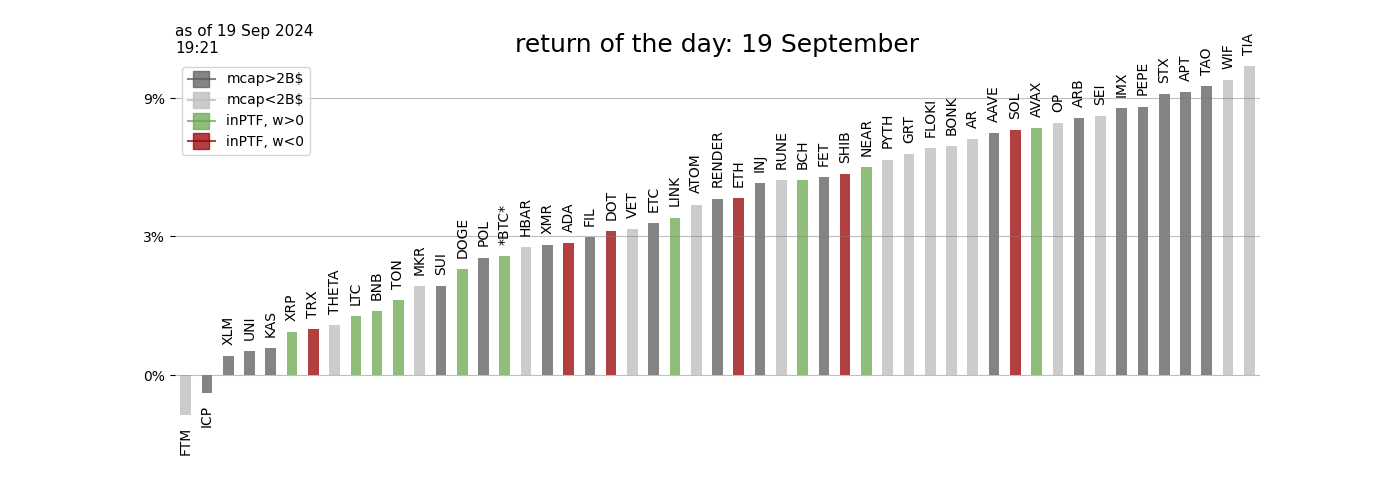 as of 19 Sep 2024
19:21
return of the day: 19 September
mcap>2B$
mcap<2B$
inPTF, w>0
inPTF, w<0
9%
3%
0%
FTM
ICP
XLM
UNI
KAS
XRP
TRX
THETA
LTC
BNB
TON
MKR
SUI
DOGE
POL
*BTC*
HBAR
XMR
ADA
FIL
DOT
VET
ETC
LINK
ATOM
RENDER
ETH
INJ
RUNE
BCH
FET
SHIB
NEAR
PYTH
GRT
FLOKI
BONK
AR
AAVE
SOL
AVAX
OP
ARB
SEI
IMX
PEPE
STX
APT
TAO
WIF
TIA